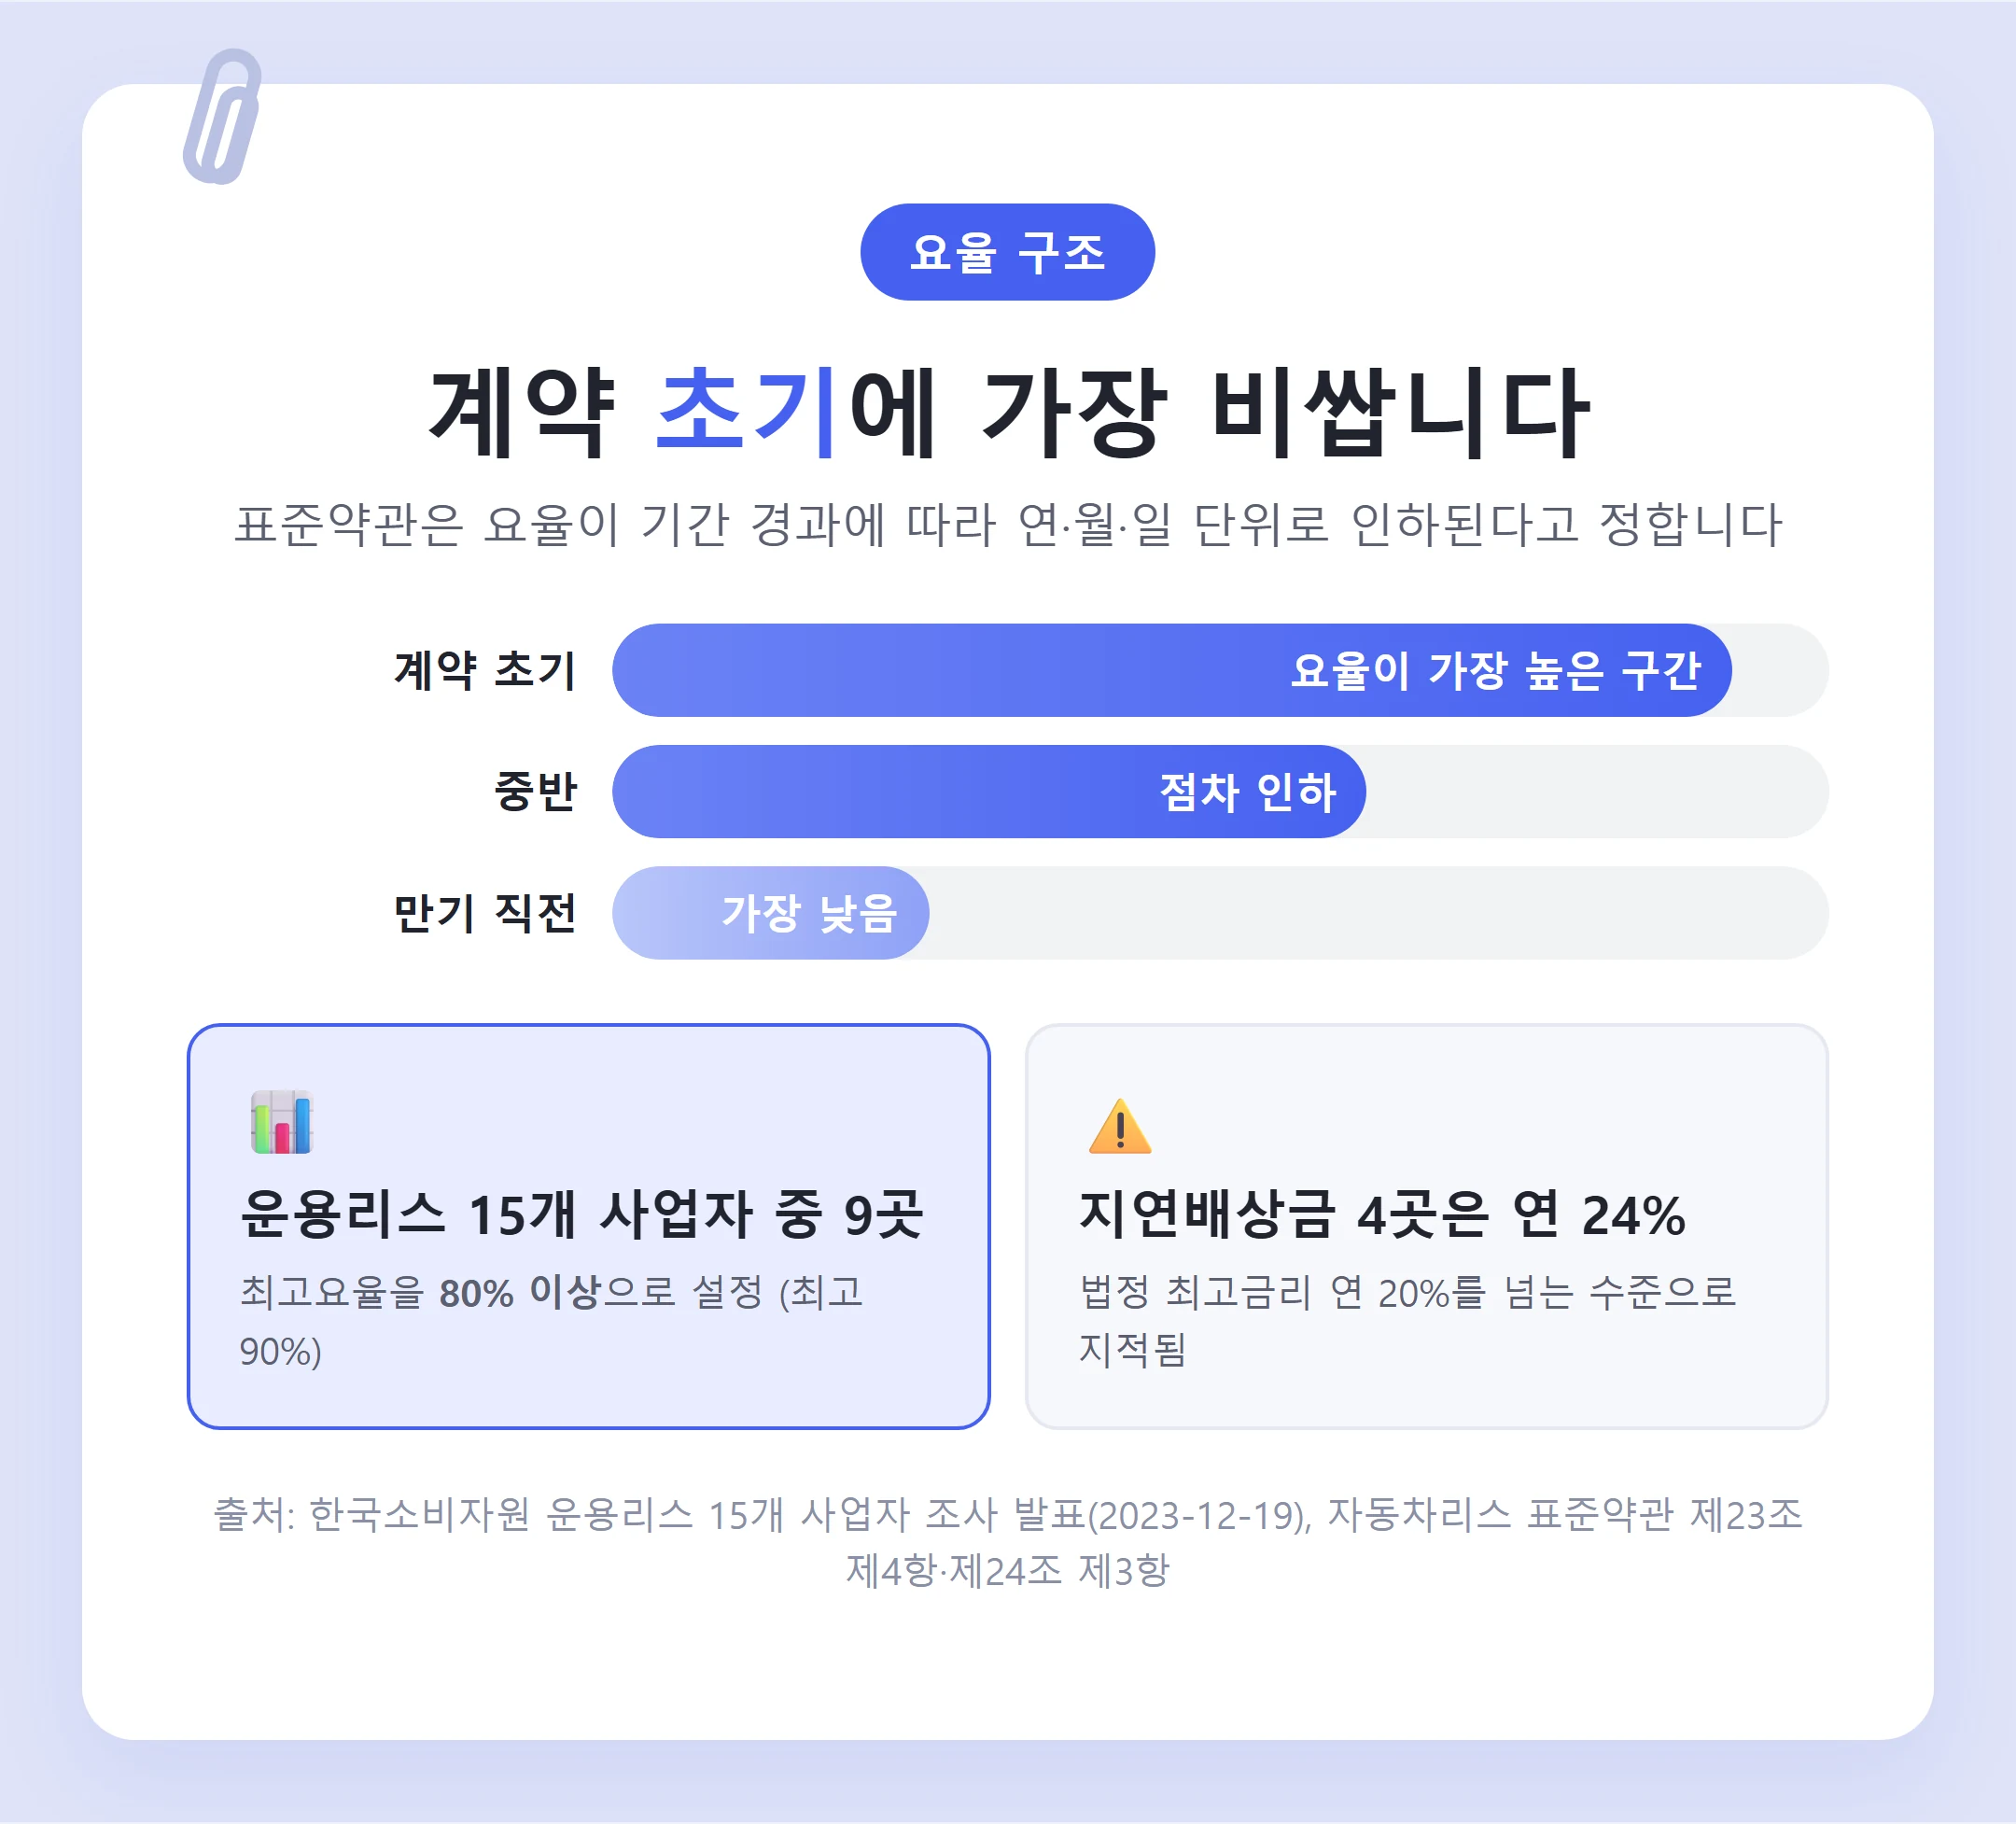 요율 구조
계약 초기에 가장 비쌉니다
표준약관은 요율이 기간 경과에 따라 연·월·일 단위로 인하된다고 정합니다
계약 초기
요율이 가장 높은 구간
중반
점차 인하
만기 직전
가장 낮음
운용리스 15개 사업자 중 9곳
최고요율을 80% 이상으로 설정 (최고
90%)
지연배상금 4곳은 연 24%
법정 최고금리 연 20%를 넘는 수준으로
지적됨
출처: 한국소비자원 운용리스 15개 사업자 조사 발표(2023-12-19), 자동차리스 표준약관 제23조
제4항·제24조 제3항